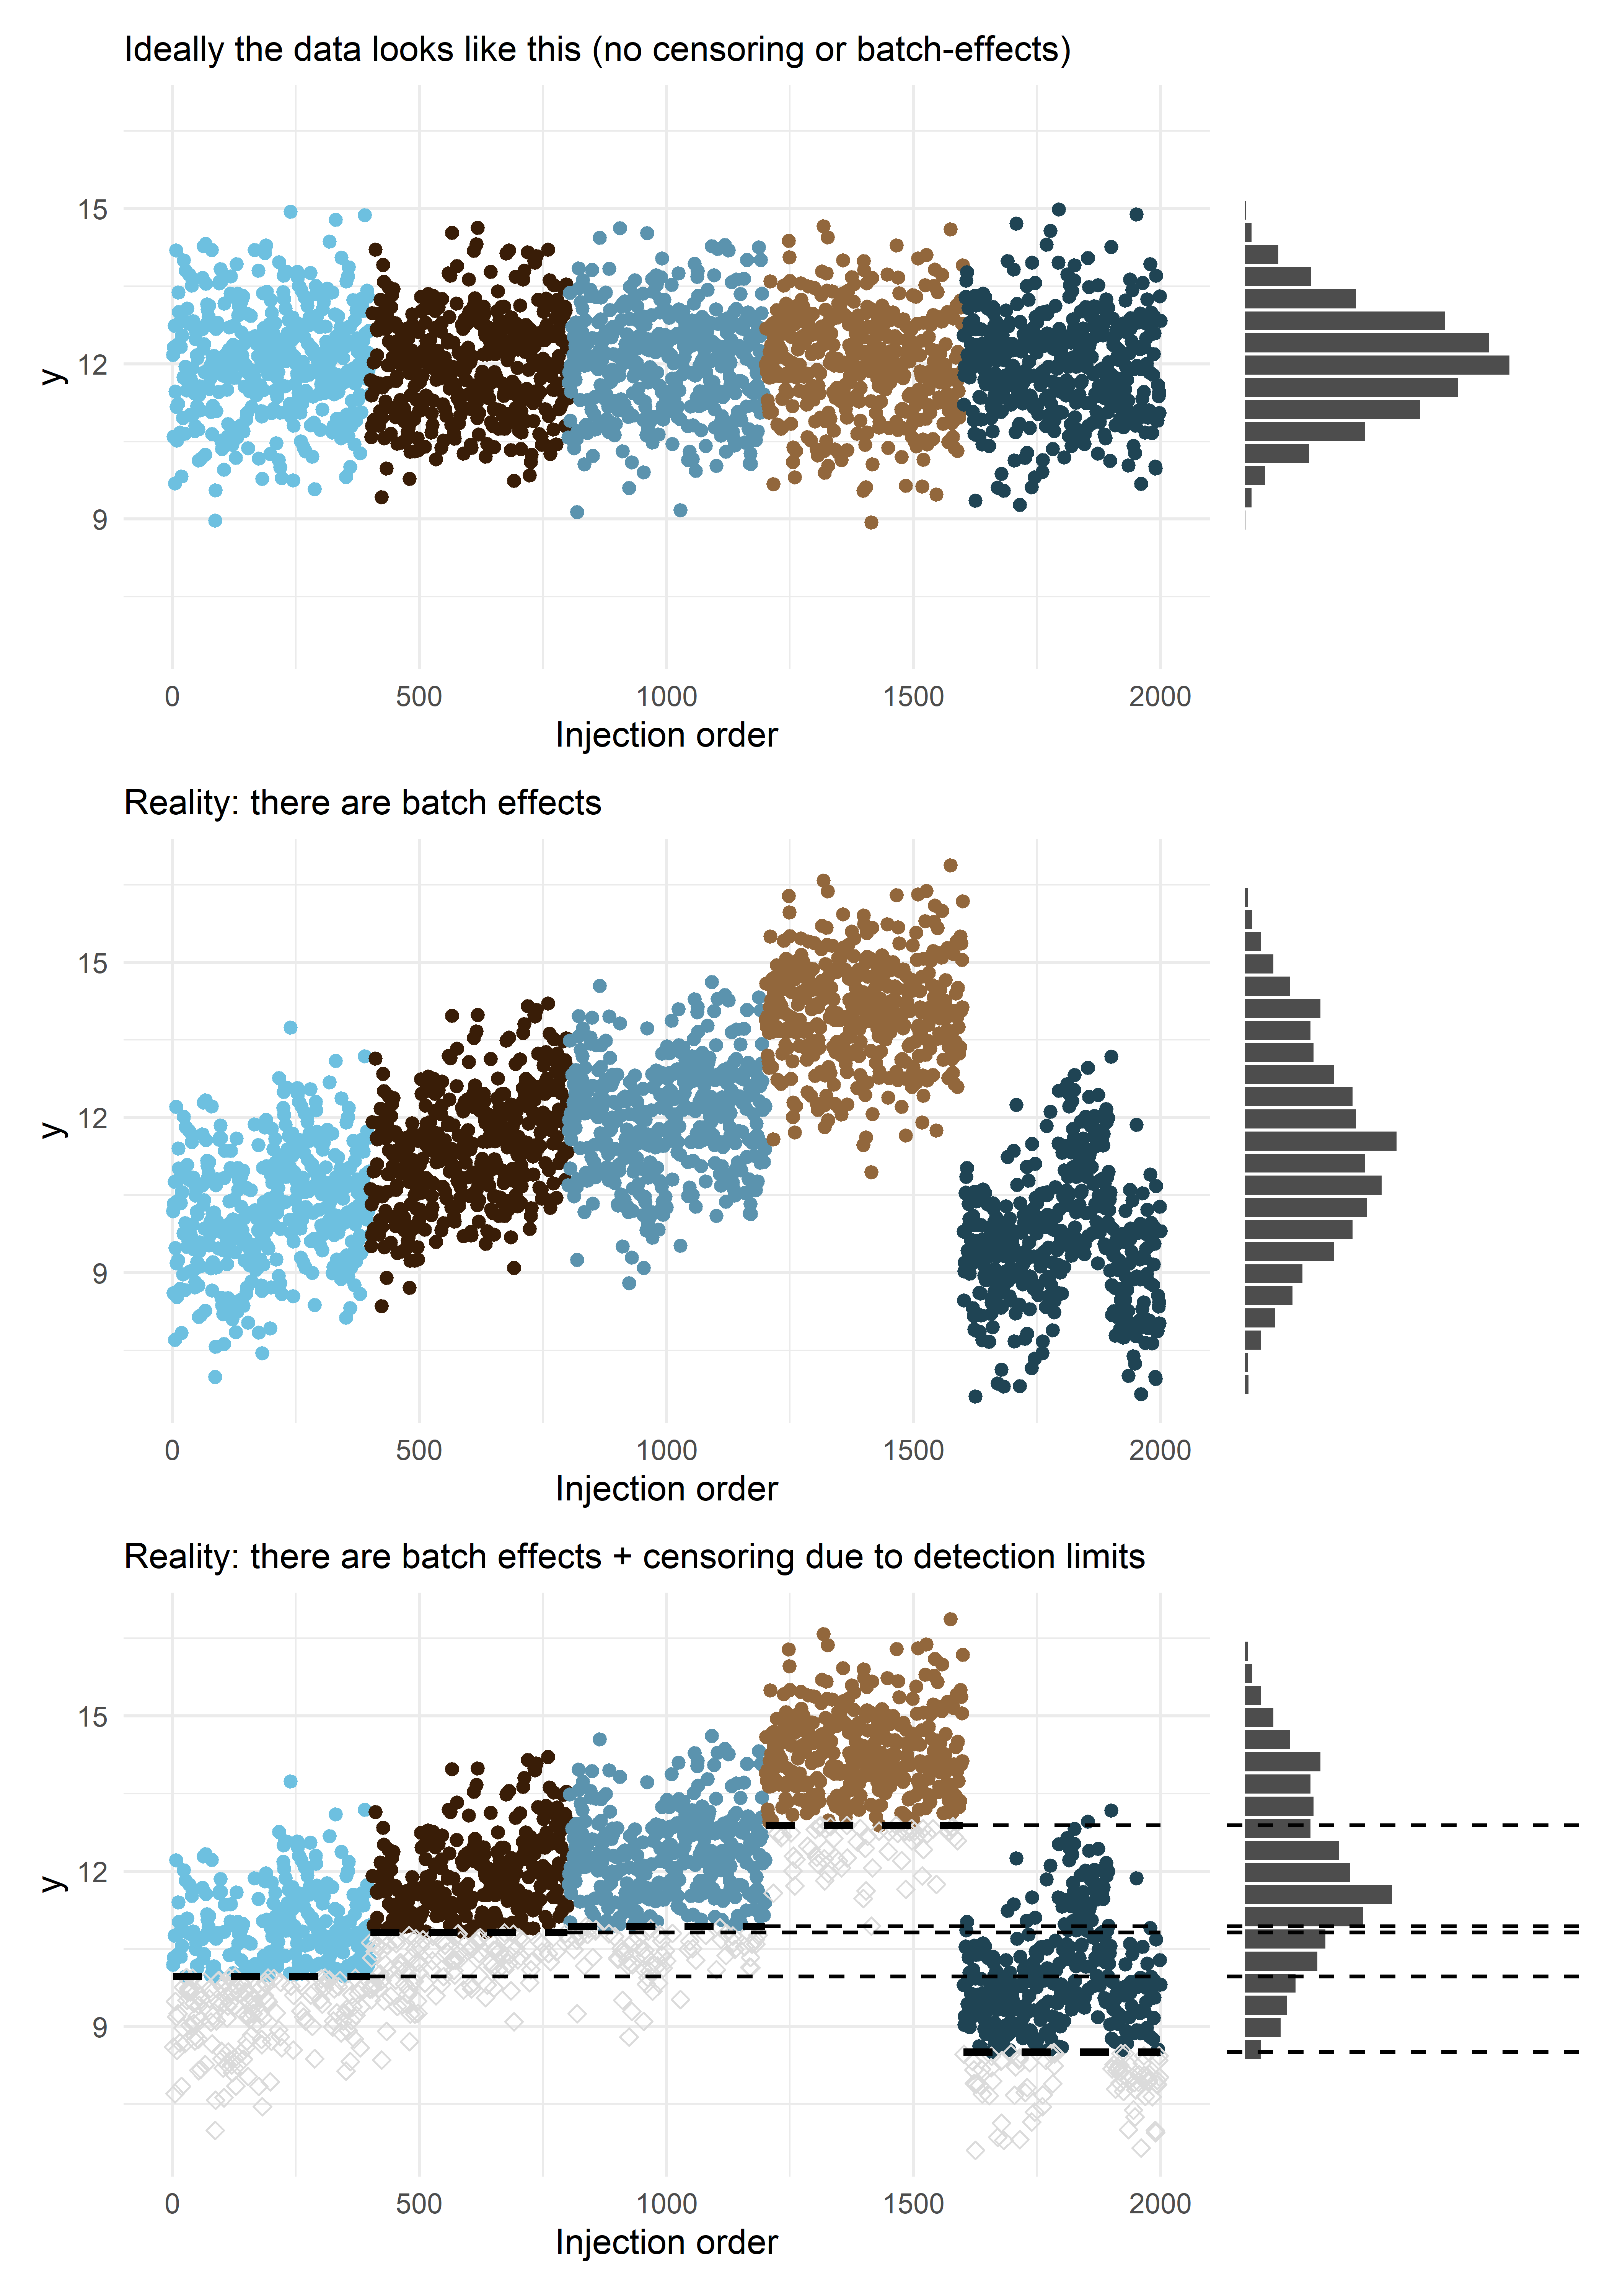 Ideally the data looks like this (no censoring or batch-effects)
15
12
9
y
0 500 1000 1500 2000
Injection order
Reality: there are batch effects
15
12
9
y
0 500 1000 1500 2000
Injection order
Reality: there are batch effects + censoring due to detection limits
15
12
9
y
0 500 1000 1500 2000
Injection order